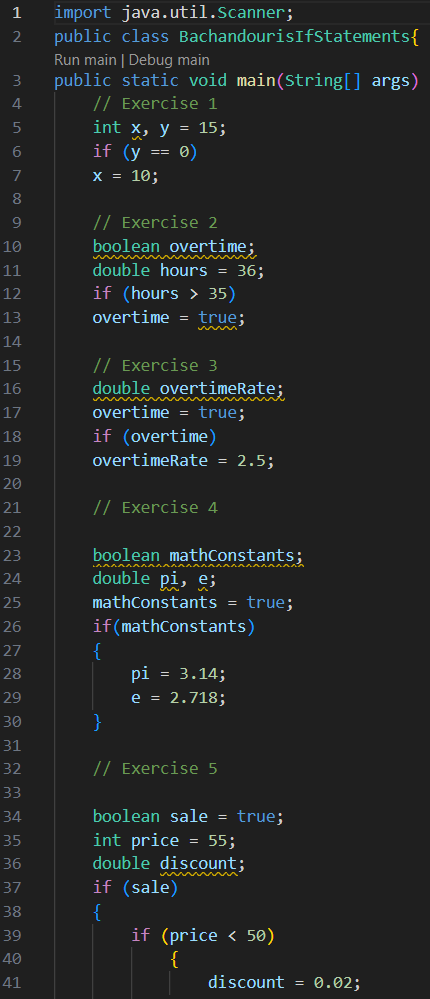 1 import java.util.Scanner;
2 public class BachandourisIfStatements{
Run main | Debug main
3 public static void main(String[] args)
4 // Exercise 1
5 int x, y = 15;
6 if (y == 0)
7 x = 10;
8
9 // Exercise 2
10 boolean overtime;
11 double hours = 36;
12 if (hours > 35)
13 overtime = true;
14
15 // Exercise 3
16 double overtimeRate;
17 overtime = true;
18 if (overtime)
19 overtimeRate = 2.5;
20
21 // Exercise 4
22
23 boolean mathConstants;
24 double pi, e;
25 mathConstants = true;
26 if(mathConstants)
27 {
28 pi = 3.14;
29 e = 2.718;
30 }
31
32 // Exercise 5
33
34 boolean sale = true;
35 int price = 55;
36 double discount;
37 if (sale)
38 {
39 if (price < 50)
40 {
41 discount = 0.02;